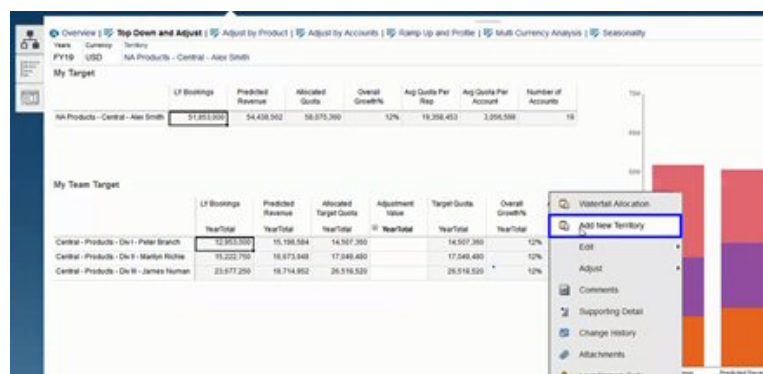 Overview | Top Down and Adjust | Adjust by Product | Adjust by Accounts | Ramp Up and Profile | Multi Currency Analysis | Seasonality
Years Currency Territory
FY19 USD NA Products - Central - Alex Smith
My Target
LY Bookings Predicted Revenue Allocated Quota Overall Growth% Avg Quota Per Rep Avg Quota Per Account Number of Accounts
NA Products - Central - Alex Smith 51,853,000 54,438,502 58,075,360 12% 19,358,453 3,056,598 19
My Team Target
LY Bookings Predicted Revenue Allocated Target Quota Adjustment Value Target Quota Overall Growth%
YearTotal YearTotal YearTotal YearTotal YearTotal YearTotal
Central - Products - Div I - Peter Branch 12,953,000 15,198,584 14,507,360 14,507,360 12%
Central - Products - Div II - Marilyn Richie 15,222,750 16,673,948 17,049,480 17,049,480 12%
Central - Products - Div III - James Numan 23,677,250 18,714,952 26,518,520 26,518,520 12%
Waterfall Allocation
Add New Territory
Edit
Adjust
Comments
Supporting Detail
Change History
Attachments